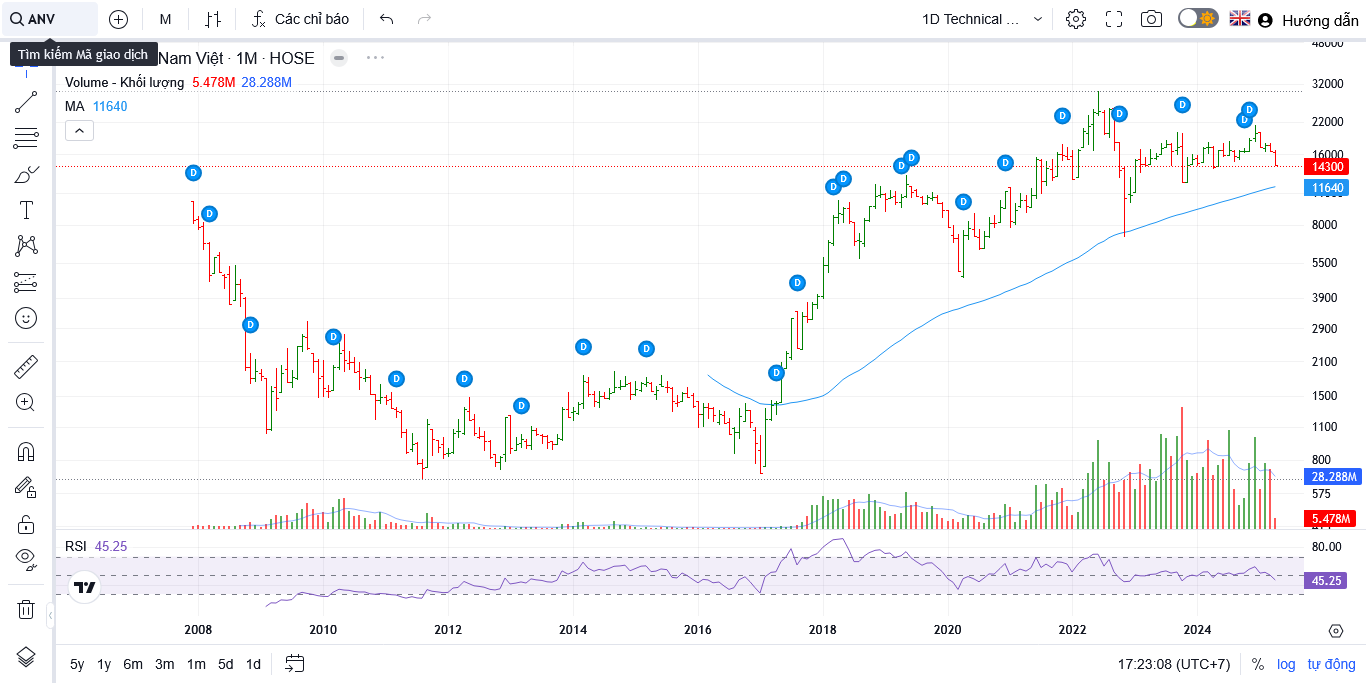 ANV
M
Các chỉ báo
1D Technical ...
Hướng dẫn
Tìm kiếm Mã giao dịch
Nam Việt · 1M · HOSE
Volume - Khối lượng 5.478M 28.288M
MA 11640
D D D D D D D D D D D D D D D D D D D D D D D
48000
32000
22000
16000
14300
11640
8000
5500
3900
2900
2100
1500
1100
800
28.288M
575
5.478M
RSI 45.25
80.00
45.25
2008 2010 2012 2014 2016 2018 2020 2022 2024
5y 1y 6m 3m 1m 5d 1d
17:23:08 (UTC+7)
% log tự động